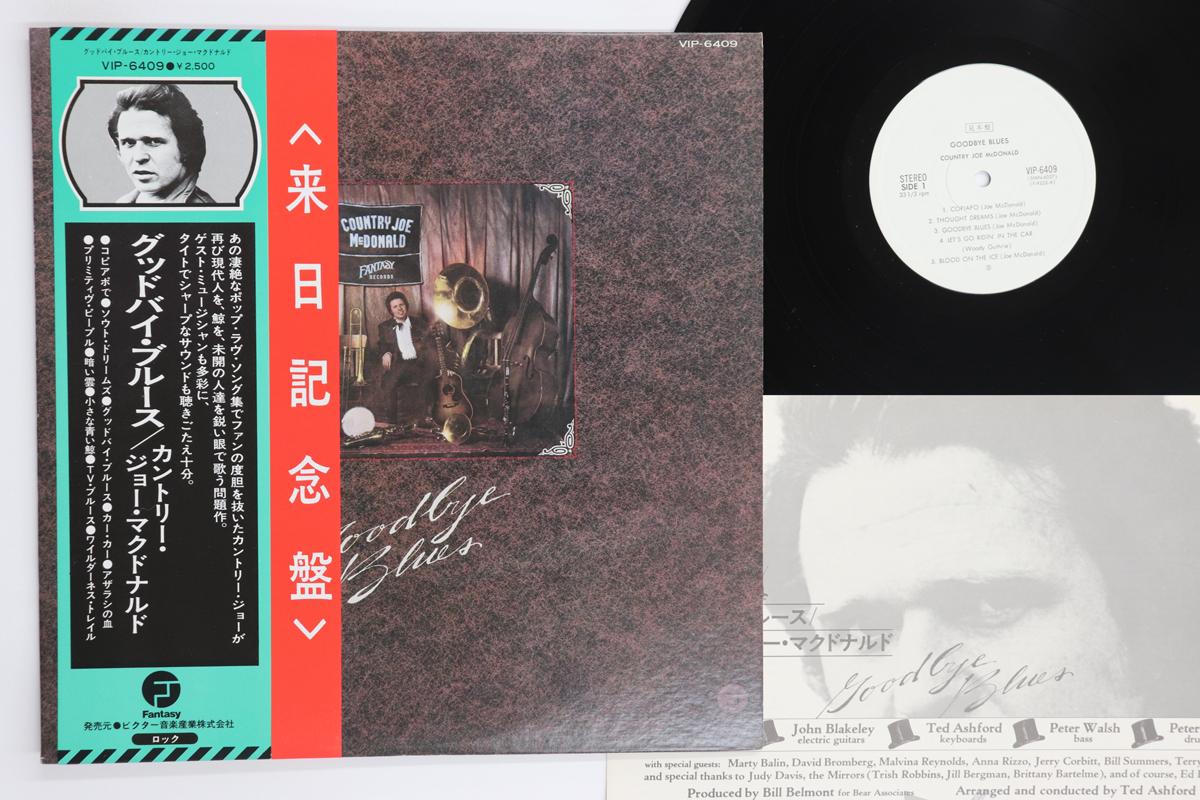 グッドバイ・ブルース/カントリー・ジョー・マクドナルド
VIP-6409●¥2,500
あの凄絶なポップ・ラヴ・ソング集でファンの度胆を抜いたカントリー・ジョーが
再び現代人を、鯨を、未開の人達を鋭い眼で歌う問題作。
ゲスト・ミュージシャンも多彩に、
タイトでシャープなサウンドも聴きごたえ十分。
グッドバイ・ブルース/カントリー・
ジョー・マクドナルド
●コピアポで●ソウト・ドリームズ●グッドバイ・ブルース●カー・カー●アザラシの血
●プリミティヴ・ピープル●暗い雲●小さな青い鯨●TV・ブルース●ワイルダーネス・トレイル
Fantasy
発売元●ビクター音楽産業株式会社
ロック
<来日記念盤>
VIP-6409
COUNTRY JOE
McDONALD
FANTASY
RECORDS
oodbye
Blues
見本盤
GOODBYE BLUES
COUNTRY JOE McDONALD
STEREO
SIDE 1
33 1/3 rpm
VIP-6409
1. COPIAPO (Joe McDonald)
2. THOUGHT DREAMS (Joe McDonald)
3. GOODBYE BLUES (Joe McDonald)
4. LET'S GO RIDIN' IN THE CAR
(Woody Guthrie)
5. BLOOD ON THE ICE (Joe McDonald)
ルース/
ー・マクドナルド
Goodbye
Blues
John Blakeley
electric guitars
Ted Ashford
keyboards
Peter Walsh
bass
Pete
dru
with special guests: Marty Balin, David Bromberg, Malvina Reynolds, Anna Rizzo, Jerry Corbitt, Bill Summers, Terry
and special thanks to Judy Davis, the Mirrors (Trish Robbins, Jill Bergman, Brittany Bartelme), and of course, Ed
Produced by Bill Belmont for Bear Associates
Arranged and conducted by Ted Ashford